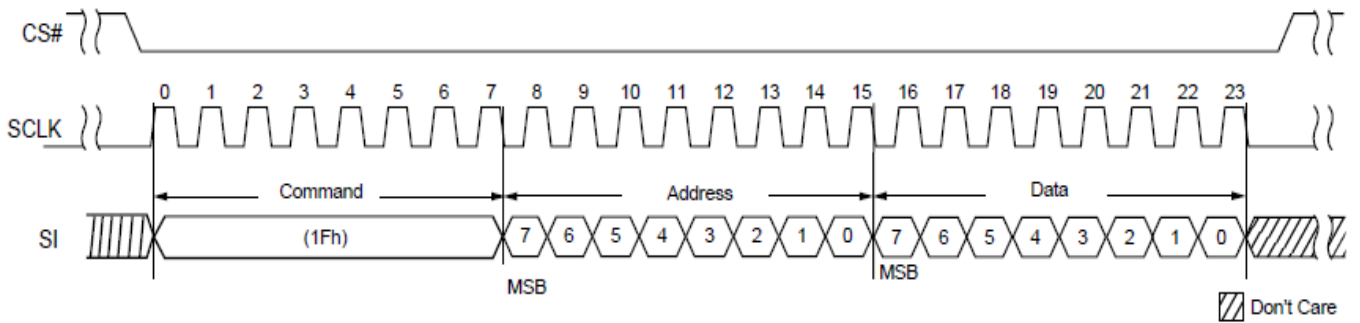 CS#
0 1 2 3 4 5 6 7 8 9 10 11 12 13 14 15 16 17 18 19 20 21 22 23
SCLK
Command Address Data
SI (1Fh) 7 6 5 4 3 2 1 0 7 6 5 4 3 2 1 0
MSB MSB
Don't Care